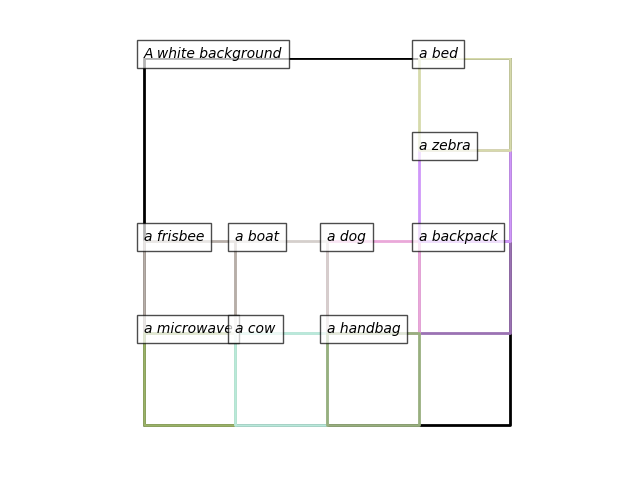 A white background
a bed
a zebra
a frisbee
a boat
a dog
a backpack
a microwave
a cow
a handbag